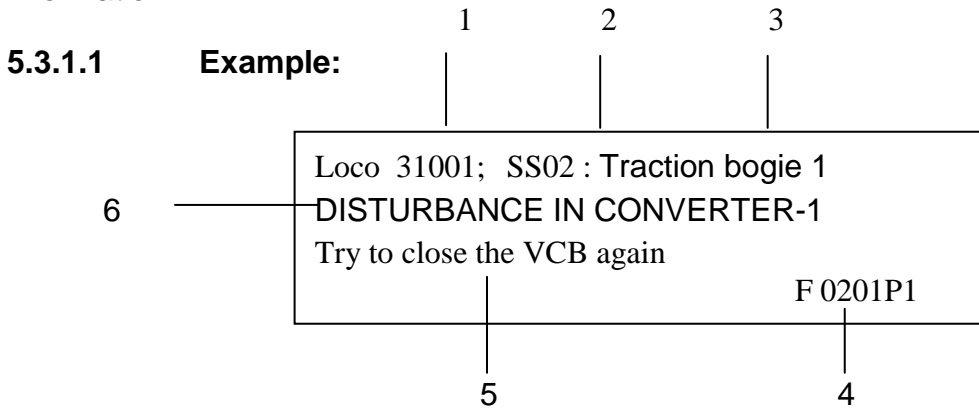 1 2 3
5.3.1.1 Example:
Loco 31001; SS02 : Traction bogie 1
6 DISTURBANCE IN CONVERTER-1
Try to close the VCB again
F 0201P1
5 4